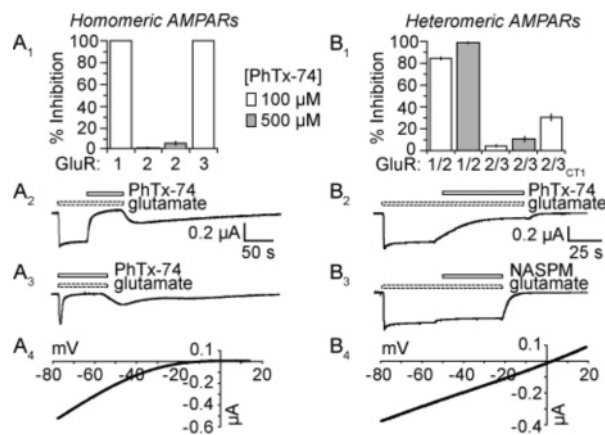 Homomeric AMPARs
Heteromeric AMPARs
A1
% Inhibition
100
80
60
40
20
0
GluR: 1 2 2 3
[PhTx-74]
100 µM
500 µM
B1
% Inhibition
100
80
60
40
20
0
GluR: 1/2 1/2 2/3 2/3 2/3CT1
A2
PhTx-74
glutamate
0.2 µA
50 s
B2
PhTx-74
glutamate
0.2 µA
25 s
A3
PhTx-74
glutamate
B3
NASPM
glutamate
A4
mV
-80 -60 -40 -20 20
0.1
-0.2
-0.4
-0.6
µA
B4
mV
-80 -60 -40 -20 20
0.1
-0.2
-0.4
µA